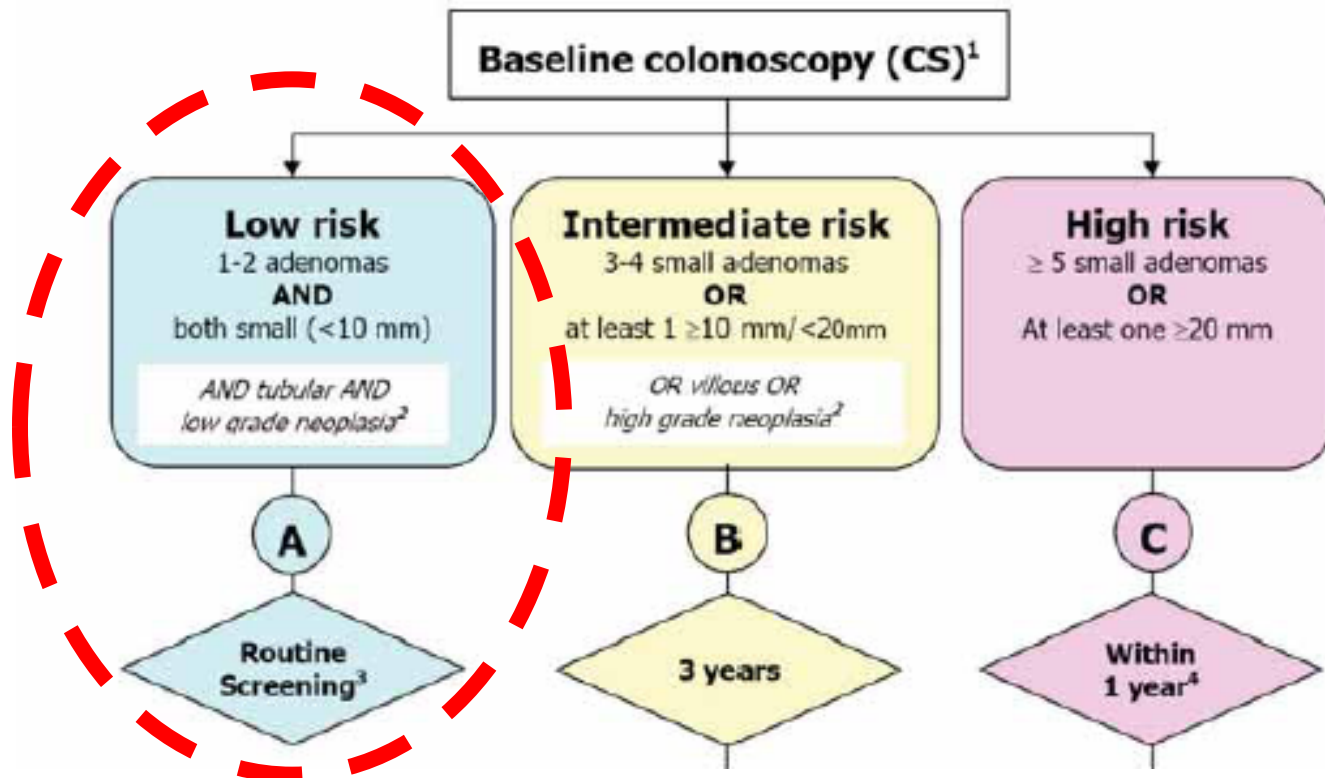 Baseline colonoscopy (CS)¹
Low risk
1-2 adenomas
AND
both small (<10 mm)
AND tubular AND
low grade neoplasia²
A
Routine
Screening³
Intermediate risk
3-4 small adenomas
OR
at least 1 ≥10 mm/<20mm
OR villous OR
high grade neoplasia²
B
3 years
High risk
≥ 5 small adenomas
OR
At least one ≥20 mm
C
Within
1 year⁴